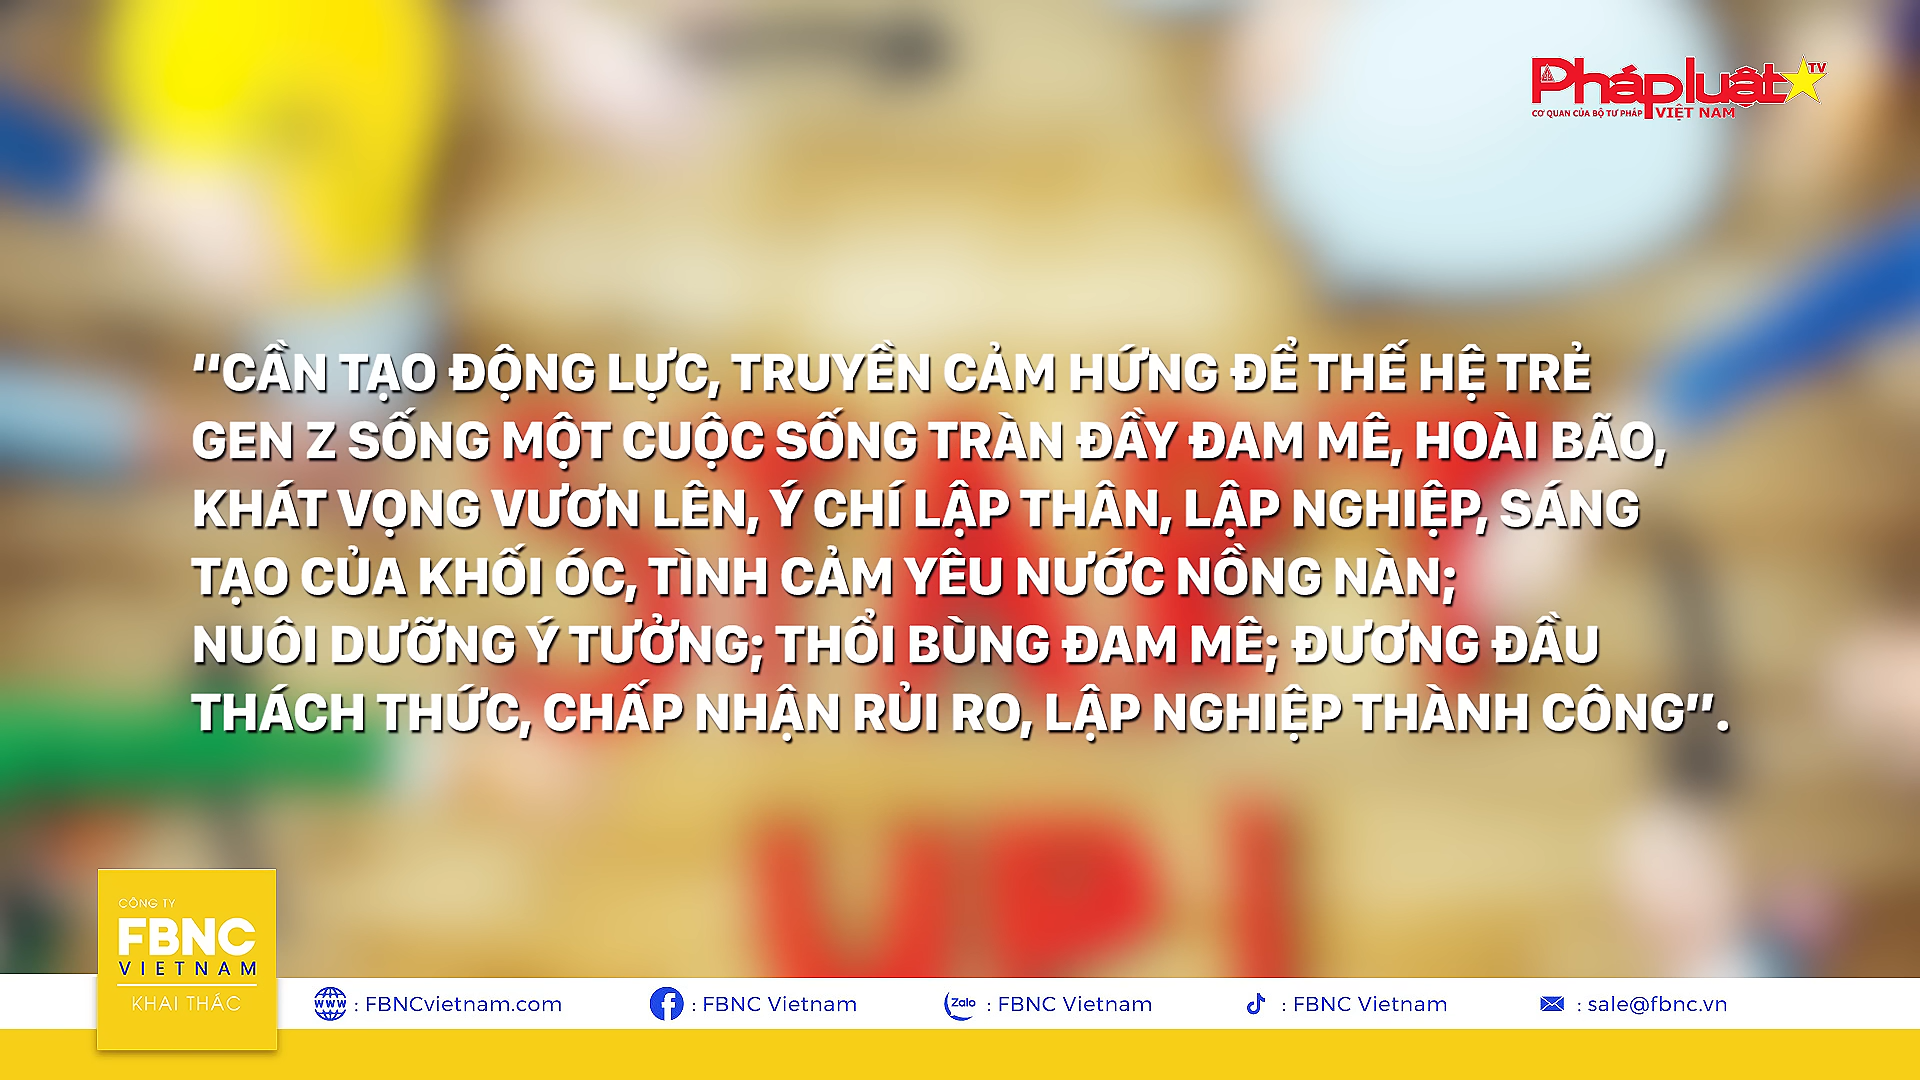 Phápluật TV
CƠ QUAN CỦA BỘ TƯ PHÁP VIỆT NAM
“CẦN TẠO ĐỘNG LỰC, TRUYỀN CẢM HỨNG ĐỂ THẾ HỆ TRẺ
GEN Z SỐNG MỘT CUỘC SỐNG TRÀN ĐẦY ĐAM MÊ, HOÀI BÃO,
KHÁT VỌNG VƯƠN LÊN, Ý CHÍ LẬP THÂN, LẬP NGHIỆP, SÁNG
TẠO CỦA KHỐI ÓC, TÌNH CẢM YÊU NƯỚC NỒNG NÀN;
NUÔI DƯỠNG Ý TƯỞNG; THỔI BÙNG ĐAM MÊ; ĐƯƠNG ĐẦU
THÁCH THỨC, CHẤP NHẬN RỦI RO, LẬP NGHIỆP THÀNH CÔNG”.
START
UP!
CÔNG TY
FBNC
VIETNAM
KHAI THÁC
www : FBNCvietnam.com
: FBNC Vietnam
Zalo : FBNC Vietnam
: FBNC Vietnam
: sale@fbnc.vn